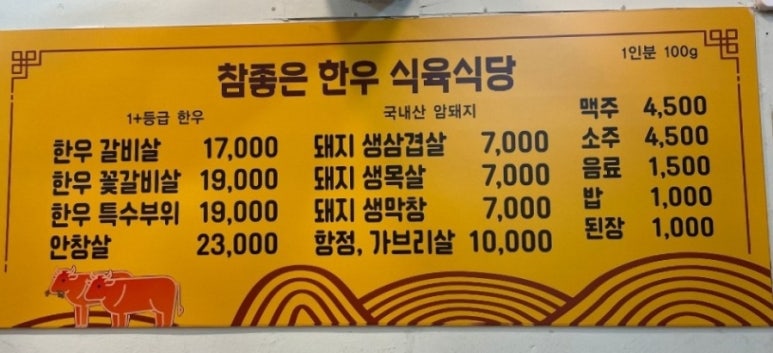 1인분 100g
참좋은 한우 식육식당
1+등급 한우
한우 갈비살 17,000
한우 꽃갈비살 19,000
한우 특수부위 19,000
안창살 23,000
국내산 암돼지
돼지 생삼겹살 7,000
돼지 생목살 7,000
돼지 생막창 7,000
항정, 가브리살 10,000
맥주 4,500
소주 4,500
음료 1,500
밥 1,000
된장 1,000